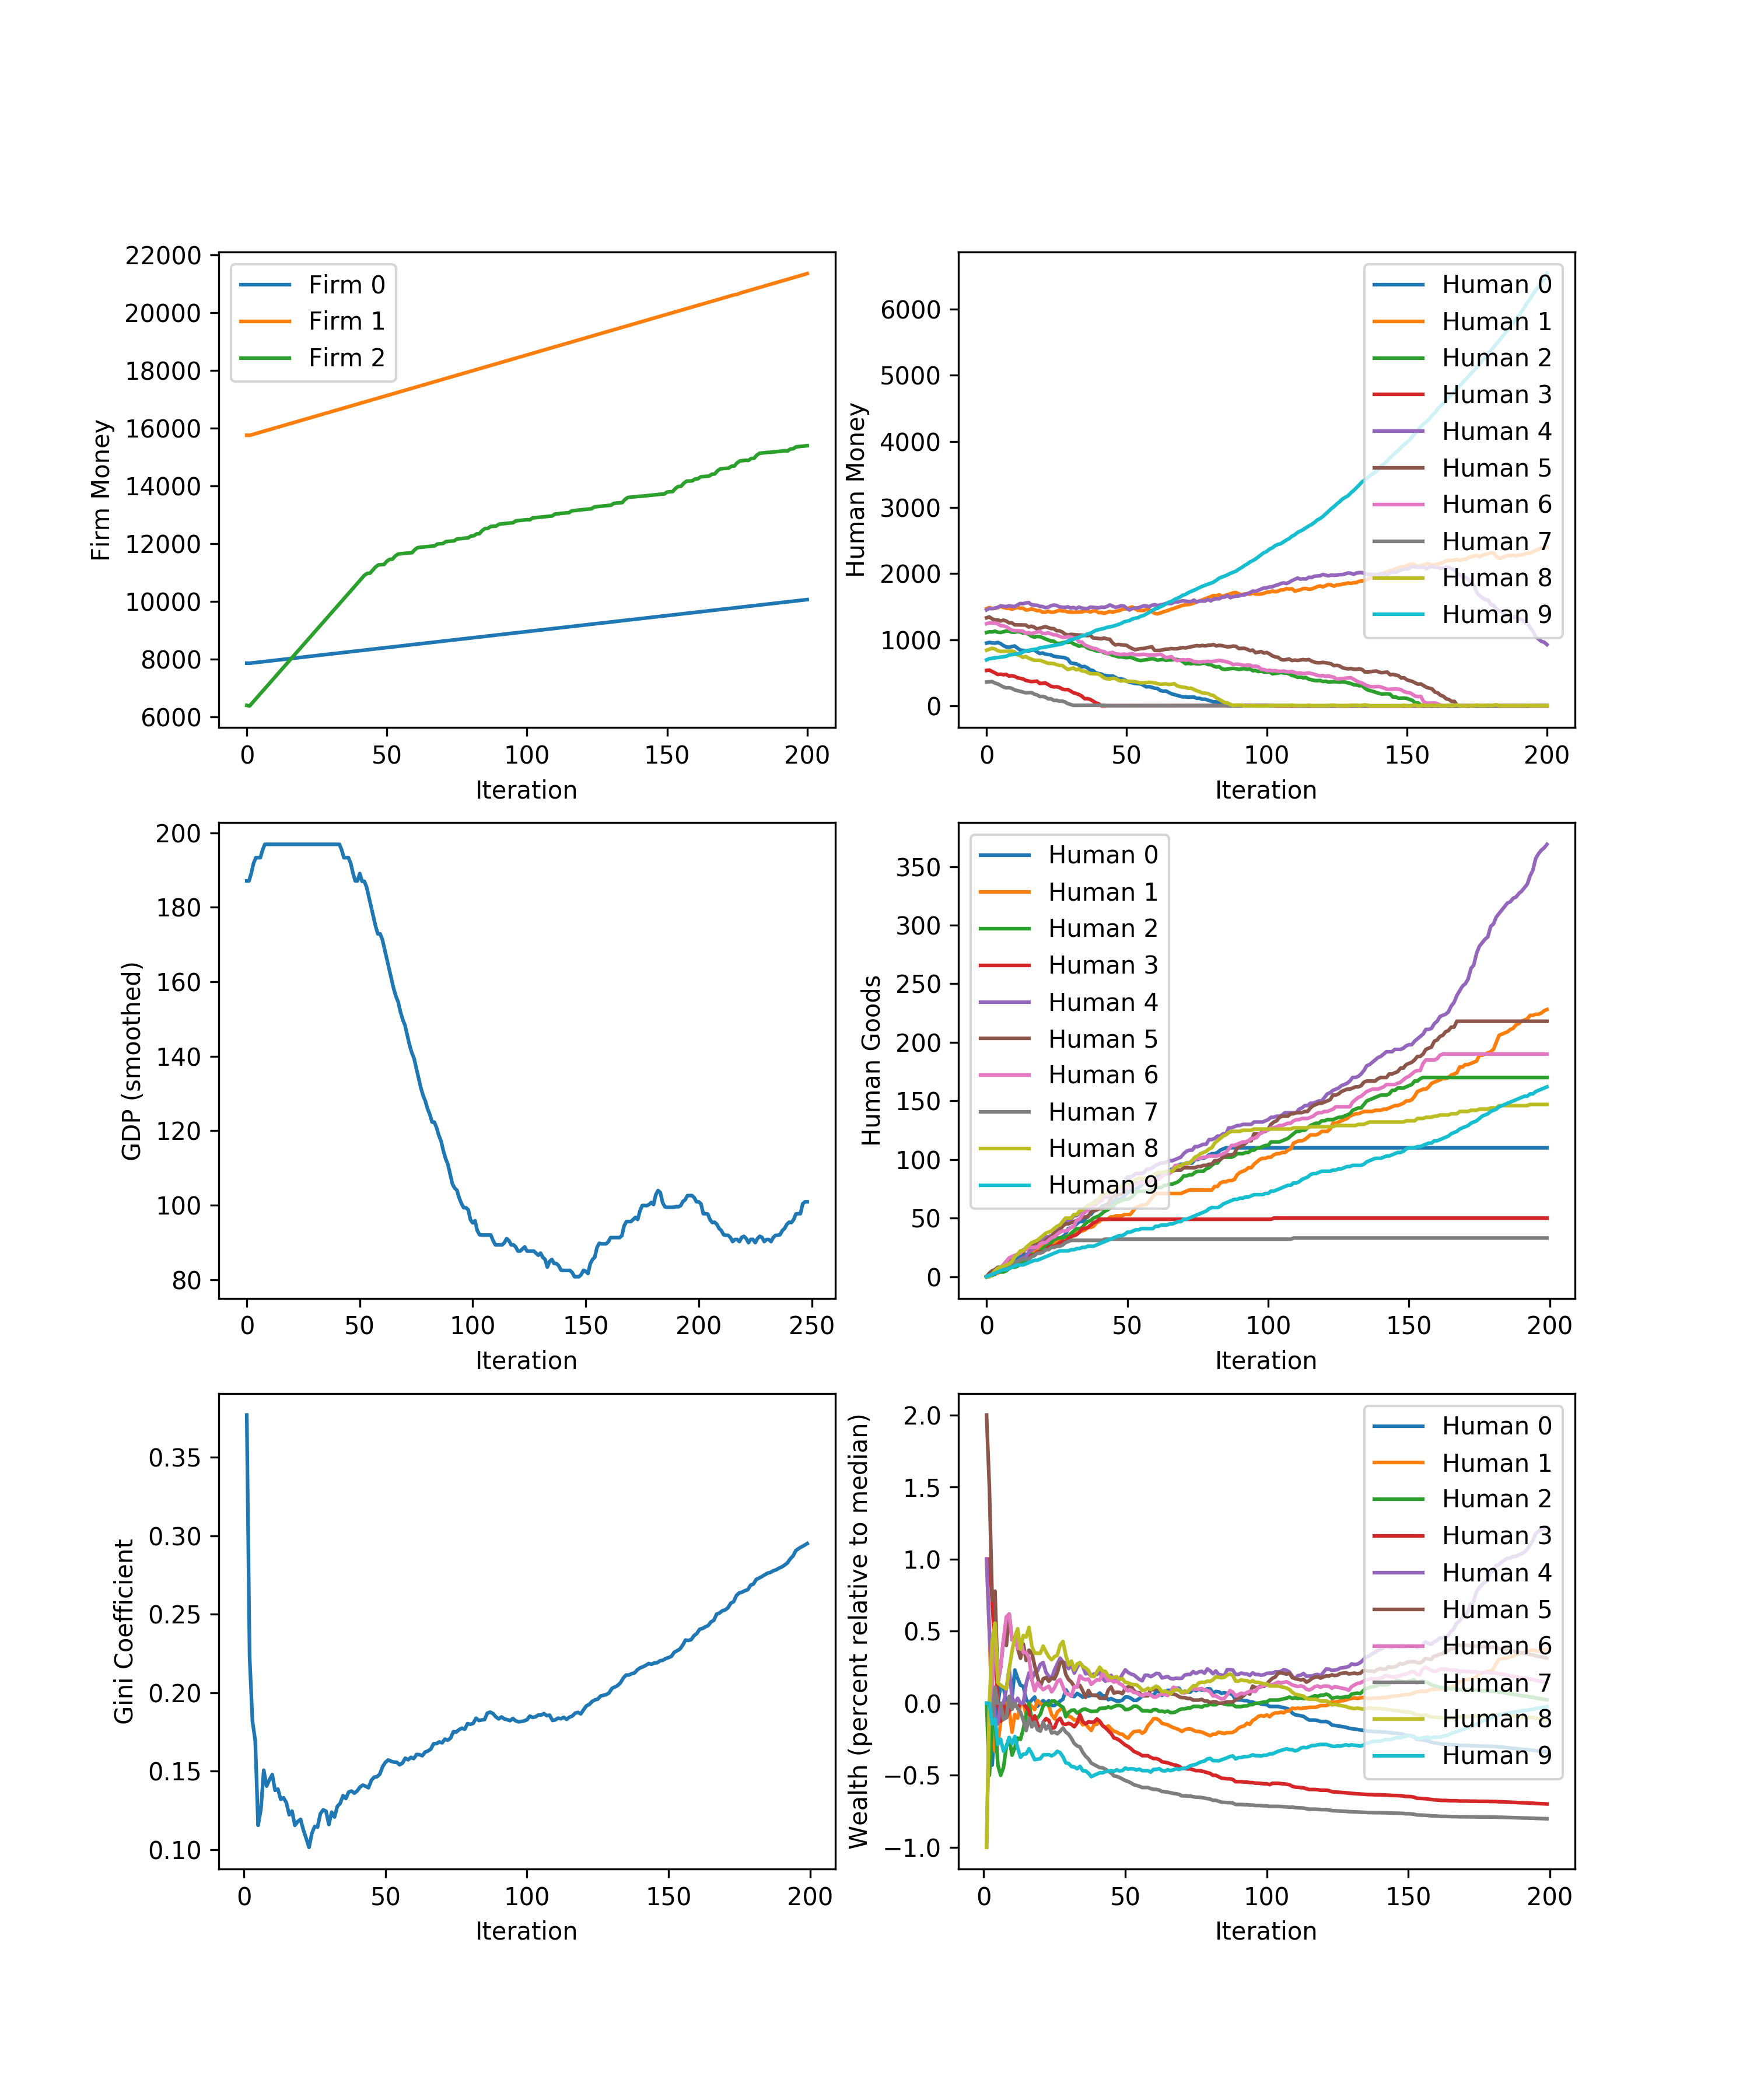 22000
20000
18000
16000
14000
12000
10000
8000
6000
Firm Money
Firm 0
Firm 1
Firm 2
0 50 100 150 200
Iteration
6000
5000
4000
3000
2000
1000
0
Human Money
Human 0
Human 1
Human 2
Human 3
Human 4
Human 5
Human 6
Human 7
Human 8
Human 9
0 50 100 150 200
Iteration
200
180
160
140
120
100
80
GDP (smoothed)
0 50 100 150 200 250
Iteration
350
300
250
200
150
100
50
0
Human Goods
Human 0
Human 1
Human 2
Human 3
Human 4
Human 5
Human 6
Human 7
Human 8
Human 9
0 50 100 150 200
Iteration
0.35
0.30
0.25
0.20
0.15
0.10
Gini Coefficient
0 50 100 150 200
Iteration
2.0
1.5
1.0
0.5
0.0
−0.5
−1.0
Wealth (percent relative to median)
Human 0
Human 1
Human 2
Human 3
Human 4
Human 5
Human 6
Human 7
Human 8
Human 9
0 50 100 150 200
Iteration